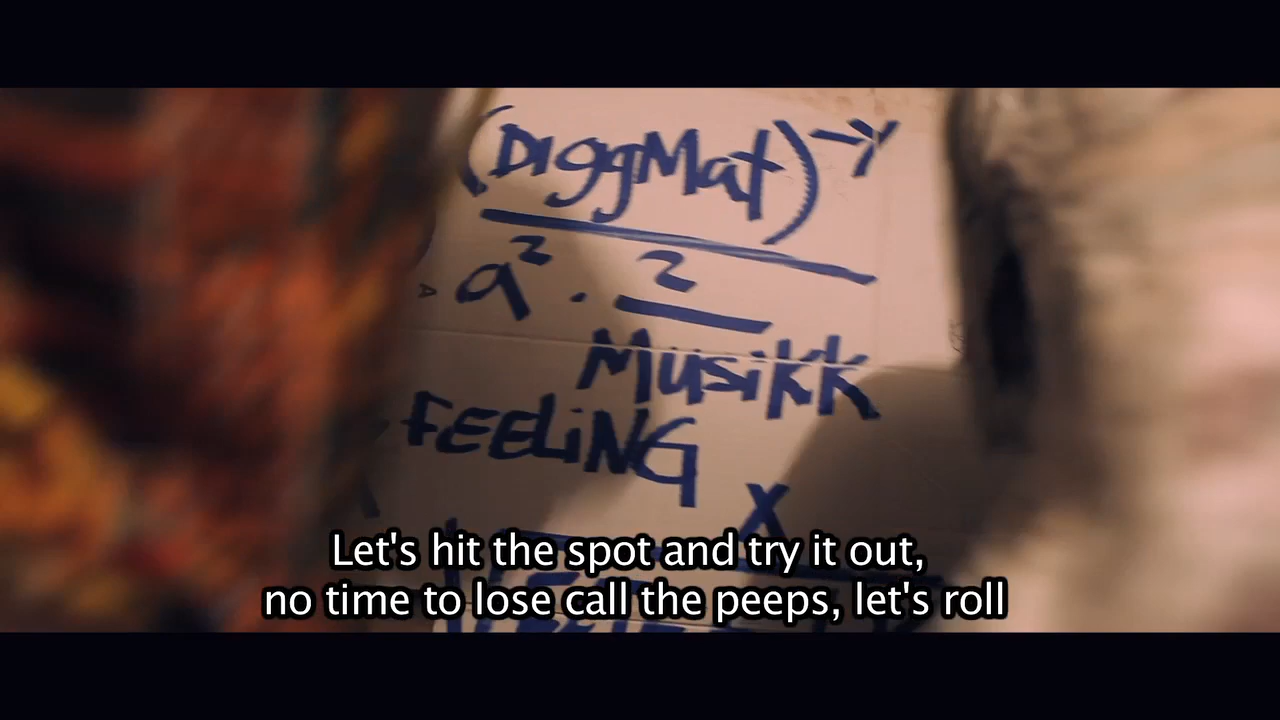 (DiggMat)^-y
a² · 2
Musikk
FEELiNG
x
Let's hit the spot and try it out,
no time to lose call the peeps, let's roll